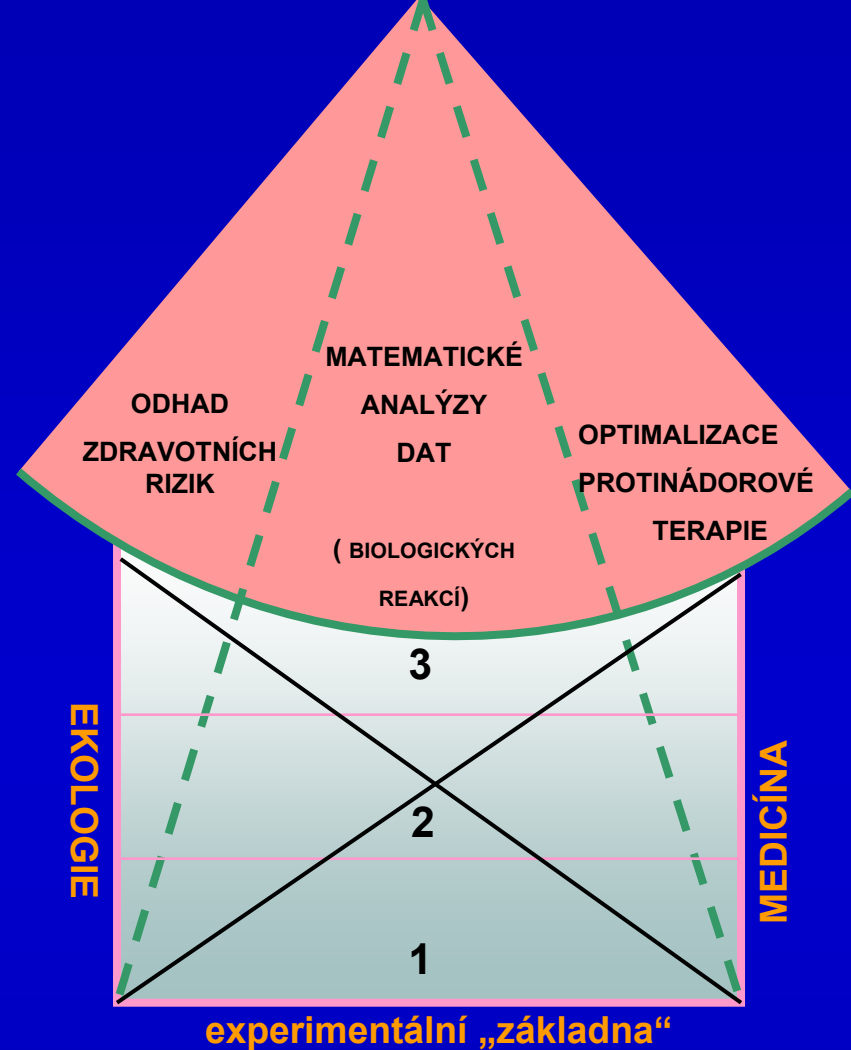 MATEMATICKÉ
ANALÝZY
DAT
( BIOLOGICKÝCH
REAKCÍ)
ODHAD
ZDRAVOTNÍCH
RIZIK
OPTIMALIZACE
PROTINÁDOROVÉ
TERAPIE
3
2
1
EKOLOGIE
MEDICÍNA
experimentální „základna“